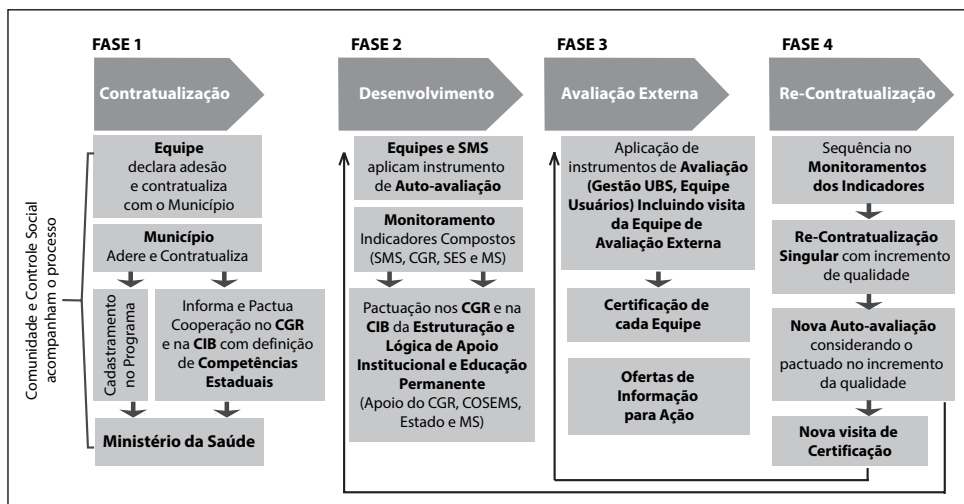 FASE 1
Contratualização
Equipe
declara adesão
e contratualiza
com o Município
Município
Adere e Contratualiza
Cadastramento
no Programa
Informa e Pactua
Cooperação no CGR
e na CIB com definição
de Competências
Estaduais
Ministério da Saúde
Comunidade e Controle Social
acompanham o processo
FASE 2
Desenvolvimento
Equipes e SMS
aplicam instrumento
de Auto-avaliação
Monitoramento
Indicadores Compostos
(SMS, CGR, SES e MS)
Pactuação nos CGR e na
CIB da Estruturação e
Lógica de Apoio
Institucional e Educação
Permanente
(Apoio do CGR, COSEMS,
Estado e MS)
FASE 3
Avaliação Externa
Aplicação de
instrumentos de Avaliação
(Gestão UBS, Equipe
Usuários) Incluindo visita
da Equipe de
Avaliação Externa
Certificação de
cada Equipe
Ofertas de
Informação
para Ação
FASE 4
Re-Contratualização
Sequência no
Monitoramentos
dos Indicadores
Re-Contratualização
Singular com incremento
de qualidade
Nova Auto-avaliação
considerando o
pactuado no incremento
da qualidade
Nova visita de
Certificação